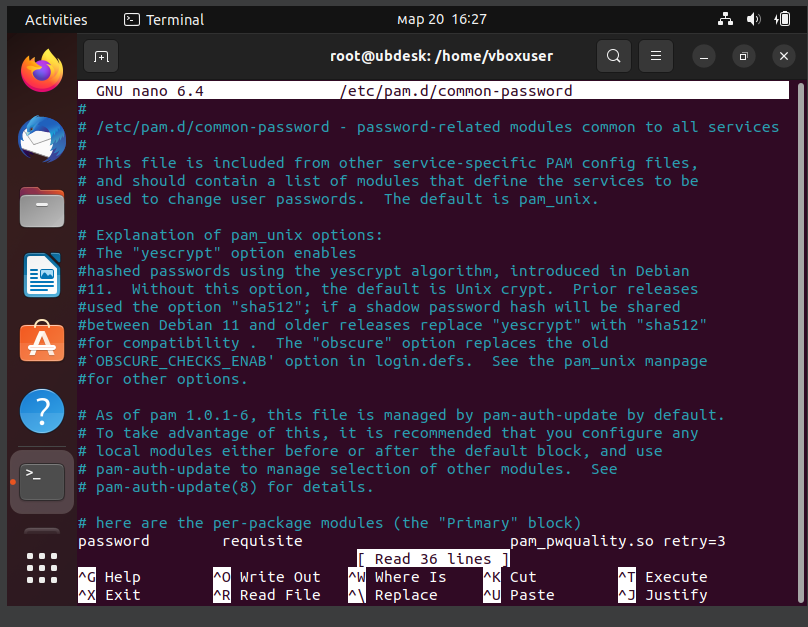 Activities Terminal мар 20 16:27
root@ubdesk: /home/vboxuser
GNU nano 6.4 /etc/pam.d/common-password
#
# /etc/pam.d/common-password - password-related modules common to all services
#
# This file is included from other service-specific PAM config files,
# and should contain a list of modules that define the services to be
# used to change user passwords.  The default is pam_unix.

# Explanation of pam_unix options:
# The "yescrypt" option enables
#hashed passwords using the yescrypt algorithm, introduced in Debian
#11.  Without this option, the default is Unix crypt.  Prior releases
#used the option "sha512"; if a shadow password hash will be shared
#between Debian 11 and older releases replace "yescrypt" with "sha512"
#for compatibility .  The "obscure" option replaces the old
#`OBSCURE_CHECKS_ENAB' option in login.defs.  See the pam_unix manpage
#for other options.

# As of pam 1.0.1-6, this file is managed by pam-auth-update by default.
# To take advantage of this, it is recommended that you configure any
# local modules either before or after the default block, and use
# pam-auth-update to manage selection of other modules.  See
# pam-auth-update(8) for details.

# here are the per-package modules (the "Primary" block)
password requisite pam_pwquality.so retry=3
[ Read 36 lines ]
^G Help ^O Write Out ^W Where Is ^K Cut ^T Execute
^X Exit ^R Read File ^\ Replace ^U Paste ^J Justify